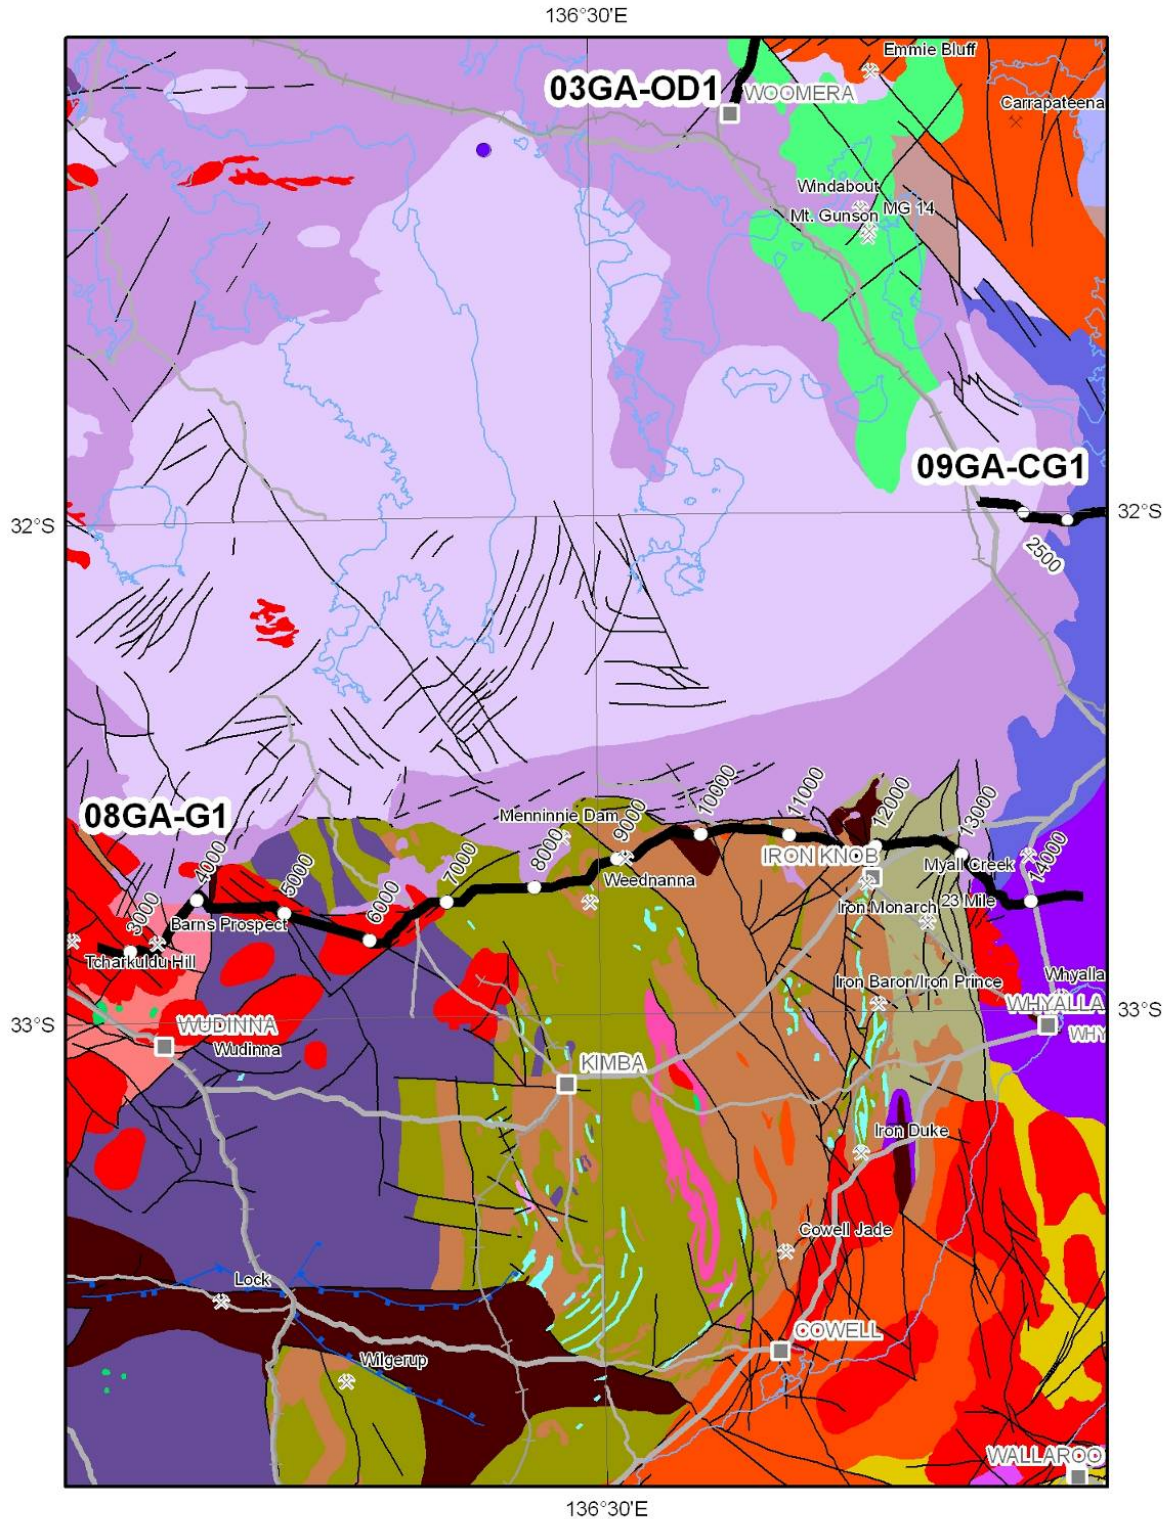 136°30'E
Emmie Bluff
03GA-OD1
WOOMERA
Carrapateena
Windabout
MG 14
Mt. Gunson
09GA-CG1
32°S
32°S
2500
08GA-G1
Menninnie Dam
10000
11000
12000
13000
14000
9000
8000
7000
6000
5000
4000
3000
IRON KNOB
Myall Creek
Weednanna
Iron Monarch
23 Mile
Barns Prospect
Tcharkuldu Hill
Iron Baron/Iron Prince
Whyalla
WHYALLA
WHY
33°S
33°S
WUDINNA
Wudinna
KIMBA
Iron Duke
Cowell Jade
Lock
COWELL
Wilgerup
WALLAROO
136°30'E